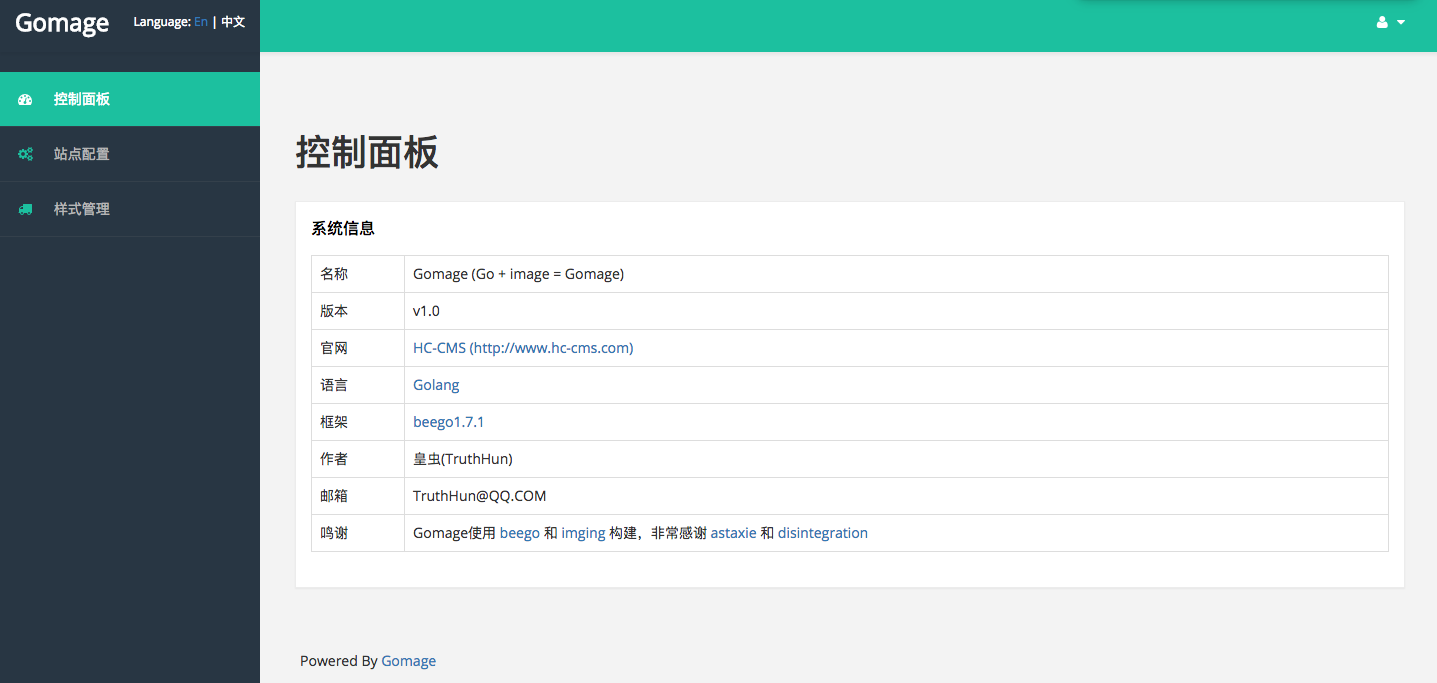 Gomage
Language: En | 中文
控制面板
站点配置
样式管理
控制面板
系统信息
名称 Gomage (Go + image = Gomage)
版本 v1.0
官网 HC-CMS (http://www.hc-cms.com)
语言 Golang
框架 beego1.7.1
作者 皇虫(TruthHun)
邮箱 TruthHun@QQ.COM
鸣谢 Gomage使用 beego 和 imging 构建，非常感谢 astaxie 和 disintegration
Powered By Gomage